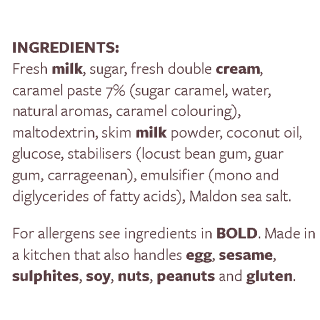 INGREDIENTS:
Fresh milk, sugar, fresh double cream,
caramel paste 7% (sugar caramel, water,
natural aromas, caramel colouring),
maltodextrin, skim milk powder, coconut oil,
glucose, stabilisers (locust bean gum, guar
gum, carrageenan), emulsifier (mono and
diglycerides of fatty acids), Maldon sea salt.
For allergens see ingredients in BOLD. Made in
a kitchen that also handles egg, sesame,
sulphites, soy, nuts, peanuts and gluten.